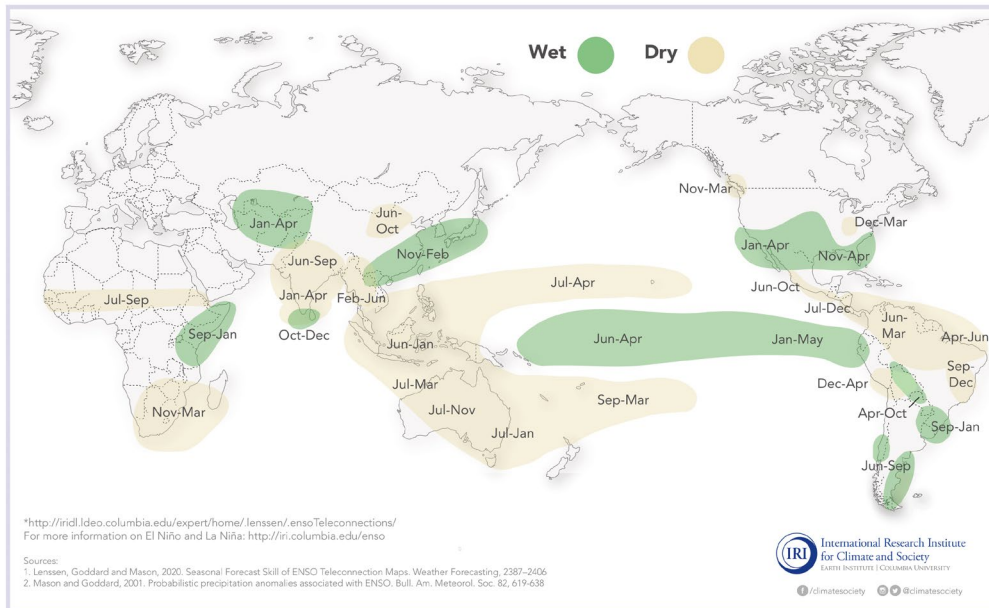 Wet
Dry
Nov-Mar
Jun-
Oct
Dec-Mar
Jan-Apr
Jan-Apr
Nov-Feb
Nov-Apr
Jun-Sep
Jul-Apr
Jun-Oct
Jul-Sep
Jan-Apr
Feb-Jun
Jul-Dec
Jun-
Mar
Sep-Jan
Oct-Dec
Jun-Jan
Jun-Apr
Jan-May
Apr-Jun
Sep-
Dec
Jul-Mar
Dec-Apr
Nov-Mar
Jul-Nov
Sep-Mar
Apr-Oct
Jul-Jan
Sep-Jan
Jun-Sep
*http://iridl.ldeo.columbia.edu/expert/home/.lenssen/.ensoTeleconnections/
For more information on El Niño and La Niña: http://iri.columbia.edu/enso
Sources:
1. Lenssen, Goddard and Mason, 2020. Seasonal Forecast Skill of ENSO Teleconnection Maps. Weather Forecasting, 2387–2406
2. Mason and Goddard, 2001. Probabilistic precipitation anomalies associated with ENSO. Bull. Am. Meteorol. Soc. 82, 619-638
IRI
International Research Institute
for Climate and Society
EARTH INSTITUTE | COLUMBIA UNIVERSITY
/climatesociety
@climatesociety